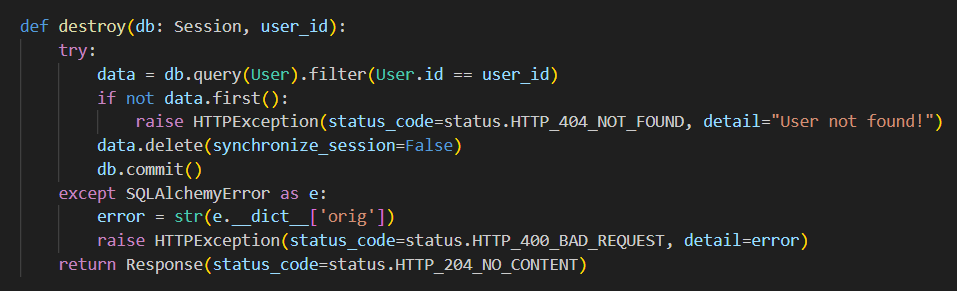 def destroy(db: Session, user_id):
    try:
        data = db.query(User).filter(User.id == user_id)
        if not data.first():
            raise HTTPException(status_code=status.HTTP_404_NOT_FOUND, detail="User not found!")
        data.delete(synchronize_session=False)
        db.commit()
    except SQLAlchemyError as e:
        error = str(e.__dict__['orig'])
        raise HTTPException(status_code=status.HTTP_400_BAD_REQUEST, detail=error)
    return Response(status_code=status.HTTP_204_NO_CONTENT)